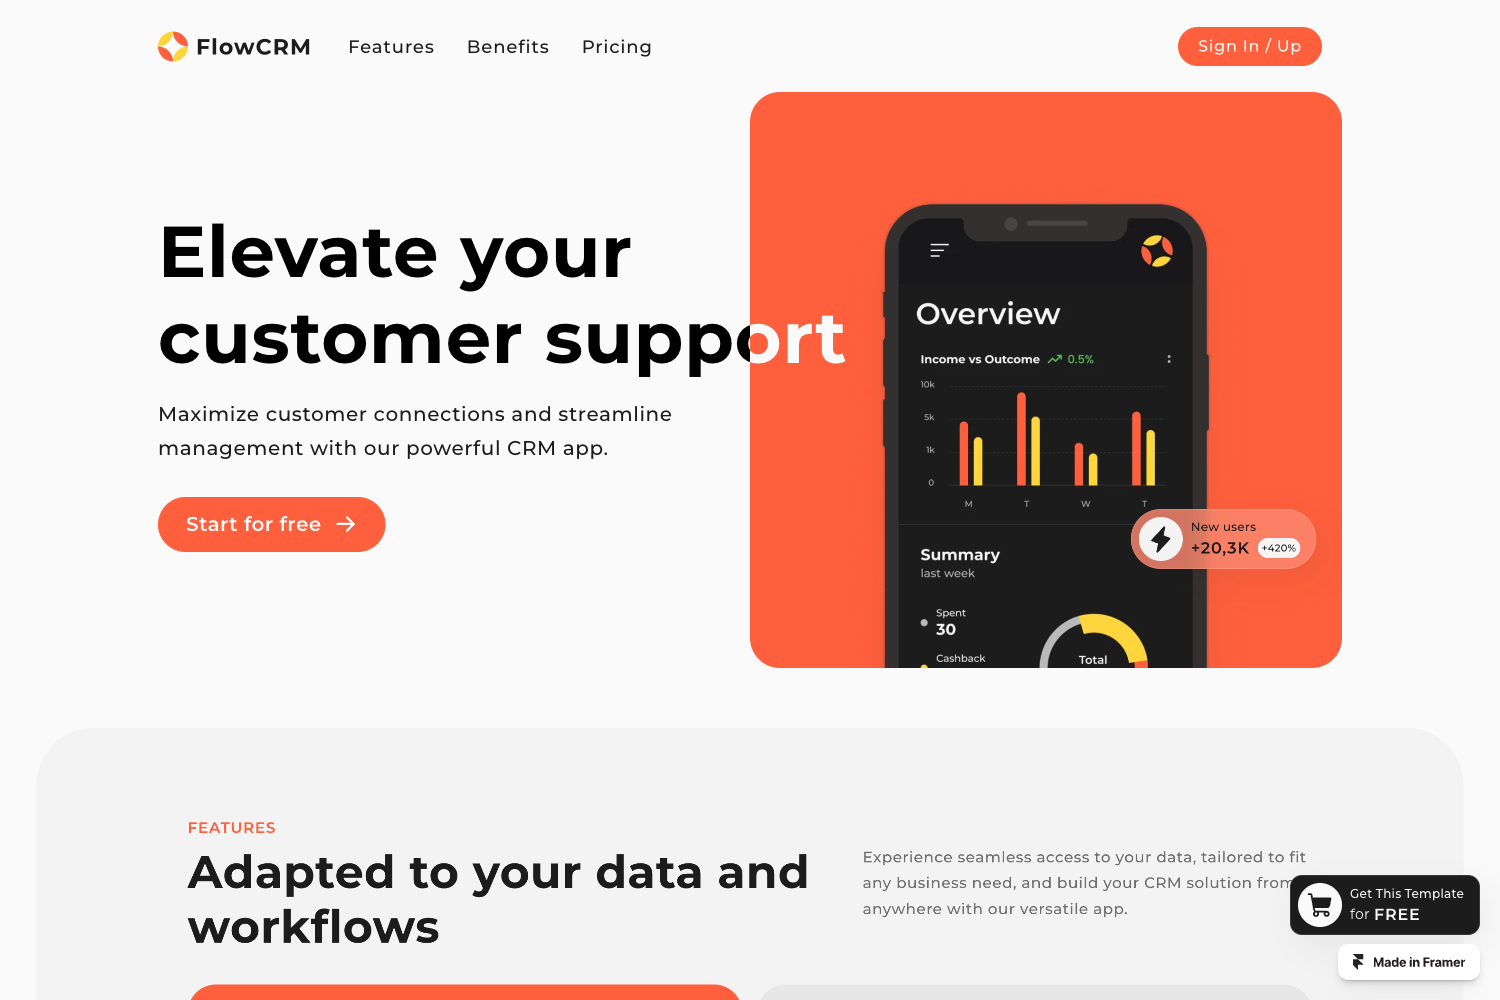 FlowCRM
Features
Benefits
Pricing
Sign In / Up
Elevate your
customer support
Maximize customer connections and streamline
management with our powerful CRM app.
Start for free
Overview
Income vs Outcome 0.5%
10k
5k
1k
0
M T W T
New users
+20,3K +420%
Summary
last week
Spent
30
Cashback
Total
FEATURES
Adapted to your data and
workflows
Experience seamless access to your data, tailored to fit
any business need, and build your CRM solution from
anywhere with our versatile app.
Get This Template
for FREE
Made in Framer